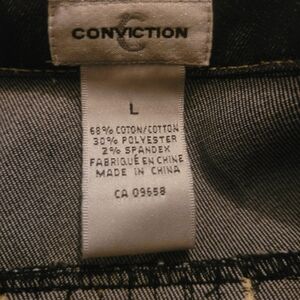 CONVICTION
L
68% COTON/COTTON
30% POLYESTER
2% SPANDEX
FABRIQUÉ EN CHINE
MADE IN CHINA
CA 09658